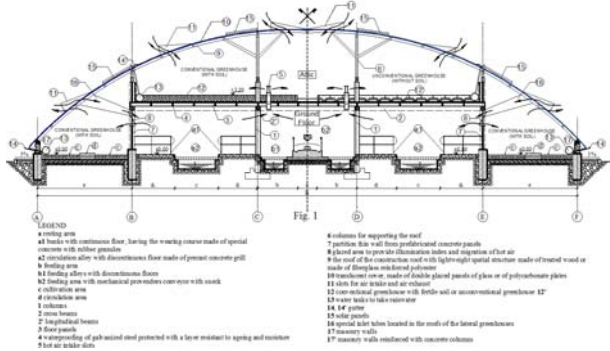 CONVENTIONAL GREENHOUSE
(WITH SOIL)
Attic
UNCONVENTIONAL GREENHOUSE
(WITHOUT SOIL)
Ground
Floor
CONVENTIONAL GREENHOUSE
(WITH SOIL)
CONVENTIONAL GREENHOUSE
(WITH SOIL)
a1
a2
b2
b1
b2
a1
a2
A
B
C
D
E
F
Fig. 1
LEGEND
a resting area
a1 bunks with continuous floor, having the wearing course made of special
concrete with rubber granules
a2 circulation alley with discontinuous floor made of precast concrete grill
b feeding area
b1 feeding alleys with discontinuous floors
b2 feeding area with mechanical provenders conveyor with
c cultivation area
d circulation area
1 columns
2 cross beams
2' longitudinal beams
3 floor panels
4 waterproofing of galvanized steel protected with a layer resistant to ageing and moisture
5 hot air intake slots
6 columns for supporting the roof
7 partition thin wall from prefabricated concrete panels
8 glazed area to provide illumination index and migration of hot air
9 the roof of the construction roof with lightweight spatial structure made of treated wood or
made of fiberglass reinforced polyester
10 translucent cover, made of double glazed panels of glass or of polycarbonate plates
11 slots for air intake and air exhaust
12 conventional greenhouse with fertile soil or unconventional greenhouse 12'
13 water tanks to take rainwater
14, 14' gutter
15 solar panels
16 special inlet tubes located in the roofs of the lateral greenhouses
17 masonry walls
17' masonry walls reinforced with concrete columns